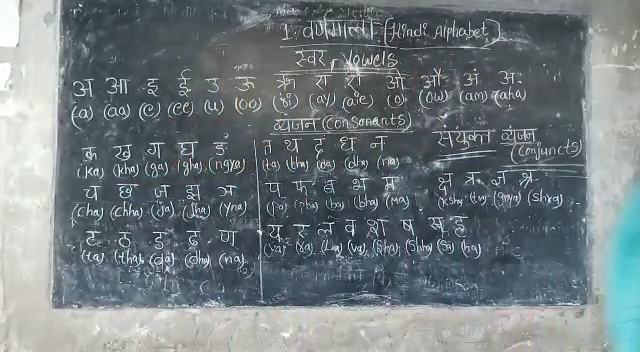 1. वर्णमाला (Hindi Alphabet)
स्वर, Vowels
अ आ इ ई उ ऊ ऋ ए ऐ ओ औ अं अः
(a) (aa) (e) (ee) (u) (oo) (ri) (ay) (aie) (o) (ow) (am) (aha)
व्यंजन (Consonants)
क ख ग घ ङ
(ka) (kha) (ga) (gha) (ngya)
च छ ज झ ञ
(cha) (chha) (ja) (jha) (yna)
ट ठ ड ढ ण
(ta) (tha) (da) (dha) (na)
त थ द ध न
(ta) (tha) (da) (dha) (na)
प फ ब भ म
(pa) (pha) (ba) (bha) (ma)
य र ल व श ष स ह
(ya) (ra) (la) (va) (sha) (shha) (sa) (ha)
संयुक्त व्यंजन
(conjuncts)
क्ष त्र ज्ञ श्र
(ksha) (tra) (gnya) (shra)